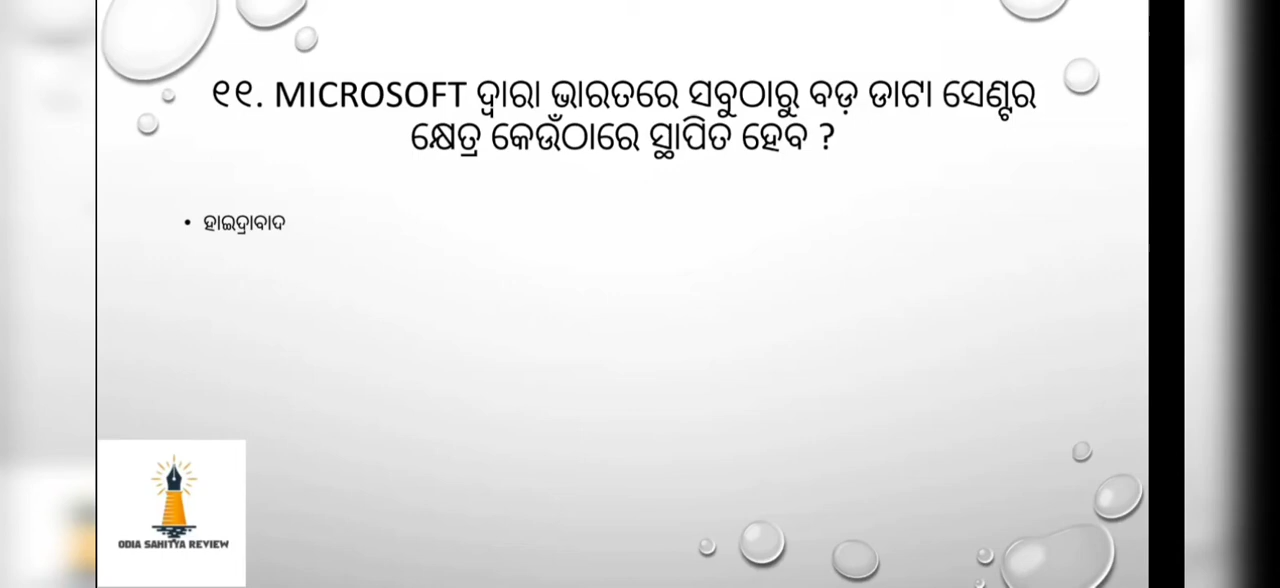 ୧୧. MICROSOFT ଦ୍ୱାରା ଭାରତରେ ସବୁଠାରୁ ବଡ଼ ଡାଟା ସେଣ୍ଟର
କ୍ଷେତ୍ର କେଉଁଠାରେ ସ୍ଥାପିତ ହେବ ?
• ହାଇଦ୍ରାବାଦ
ODIA SAHITYA REVIEW